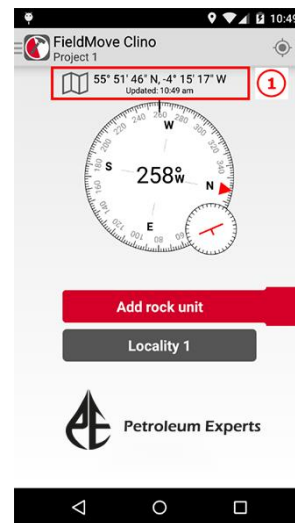 10:49
FieldMove Clino
Project 1
55° 51' 46" N, -4° 15' 17" W
Updated: 10:49 am
1
W
S
258°
W
N
E
Add rock unit
Locality 1
Petroleum Experts